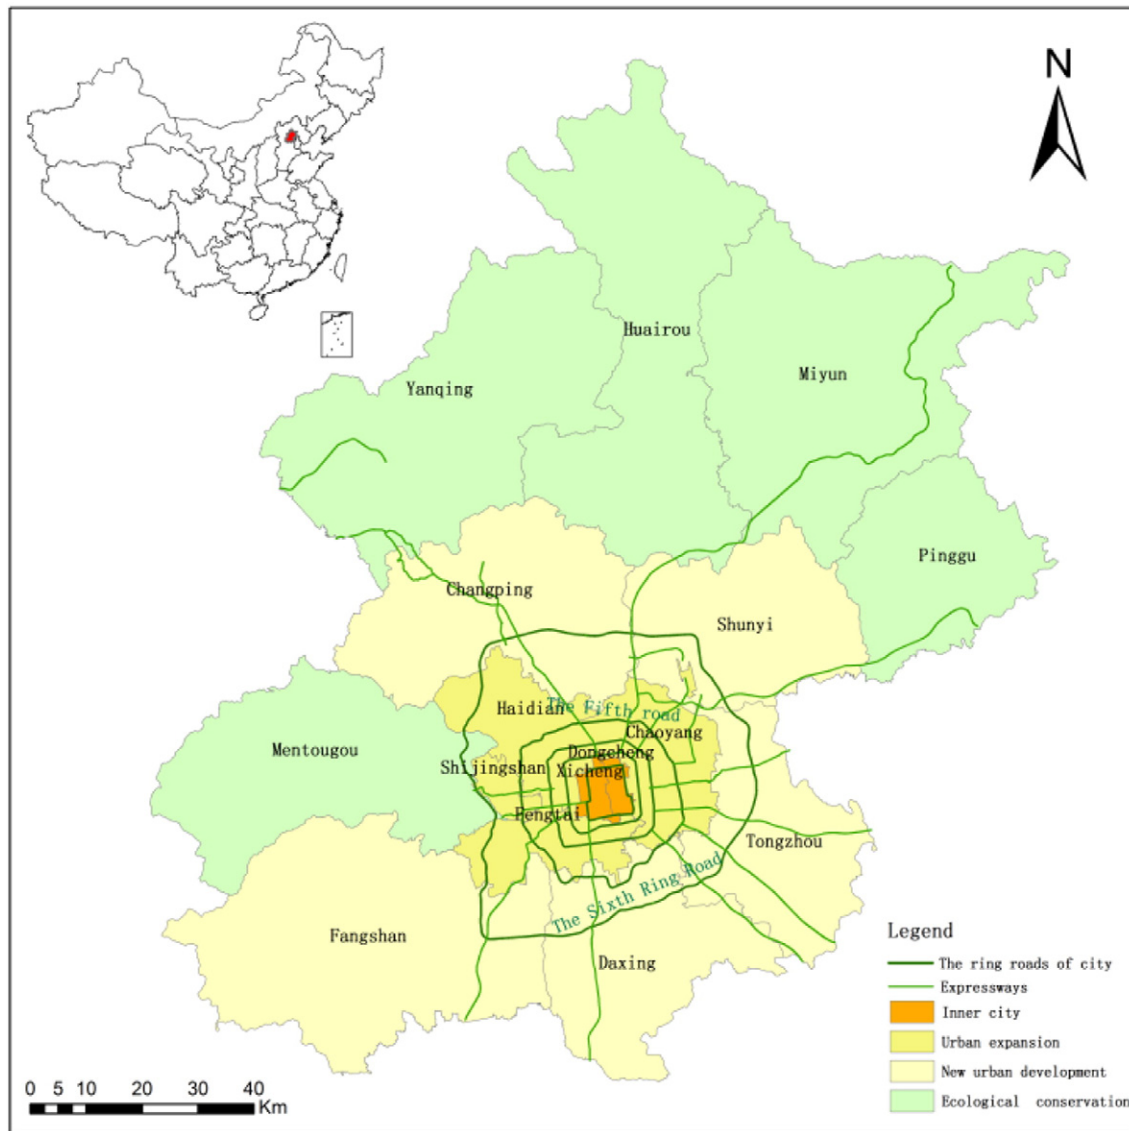 N
Huairou
Miyun
Yanqing
Pinggu
Changping
Shunyi
Haidian
The Fifth road
Chaoyang
Mentougou
Dongcheng
Shijingshan
Xicheng
Fengtai
Tongzhou
The Sixth Ring Road
Fangshan
Daxing
Legend
The ring roads of city
Expressways
Inner city
Urban expansion
New urban development
Ecological conservation
0 5 10 20 30 40
Km